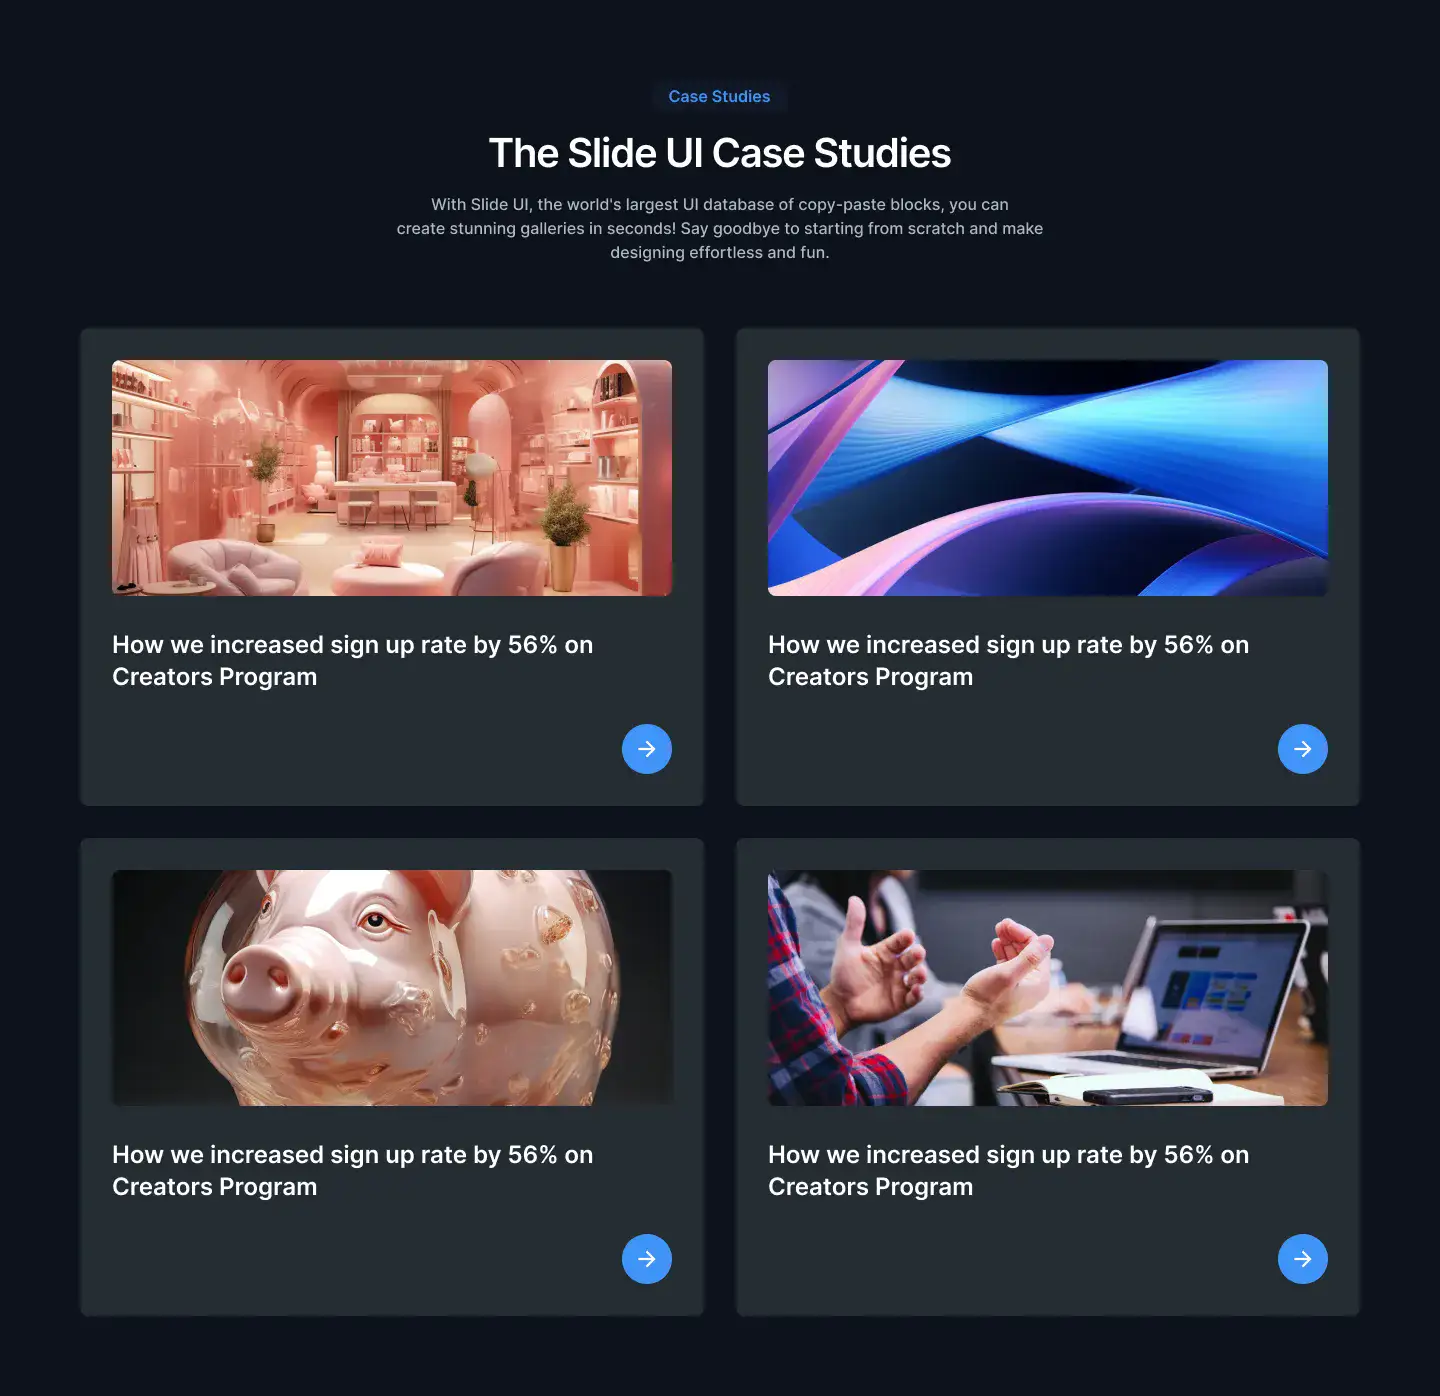 Case Studies
The Slide UI Case Studies
With Slide UI, the world's largest UI database of copy-paste blocks, you can
create stunning galleries in seconds! Say goodbye to starting from scratch and make
designing effortless and fun.
How we increased sign up rate by 56% on
Creators Program
How we increased sign up rate by 56% on
Creators Program
How we increased sign up rate by 56% on
Creators Program
How we increased sign up rate by 56% on
Creators Program